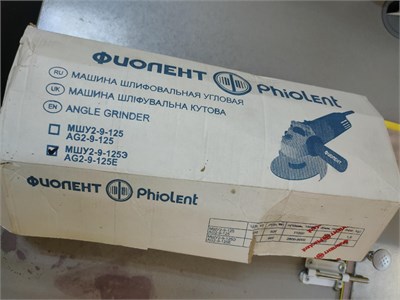 ФИОЛЕНТ Phiolent
RU МАШИНА ШЛИФОВАЛЬНАЯ УГЛОВАЯ
UK МАШИНА ШЛІФУВАЛЬНА КУТОВА
EN ANGLE GRINDER
МШУ2-9-125
AG2-9-125
МШУ2-9-125Э
AG2-9-125E
ФИОЛЕНТ
ФИОЛЕНТ Phiolent